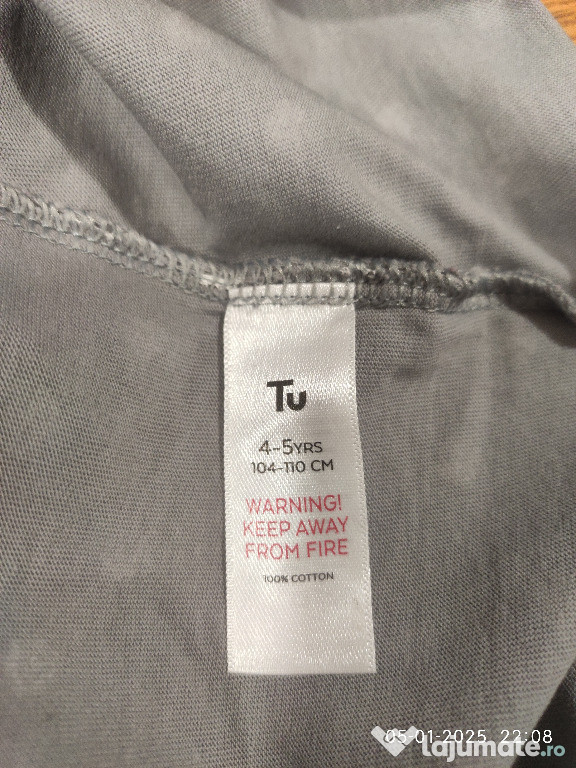 Tu
4-5YRS
104-110 CM
WARNING!
KEEP AWAY
FROM FIRE
100% COTTON
05-01-2025 22:08
lajumate.ro